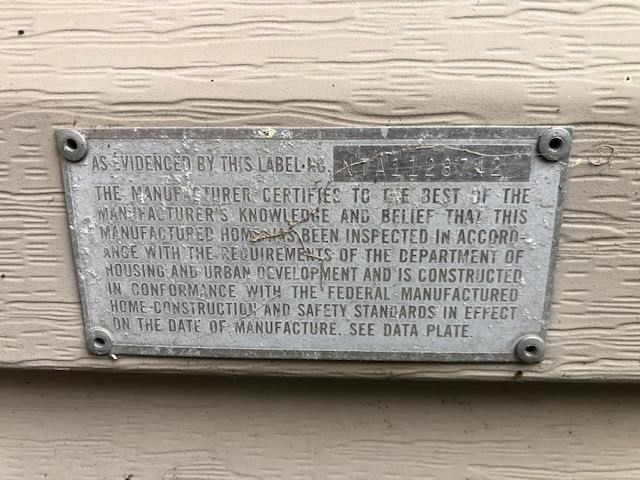 AS EVIDENCED BY THIS LABEL NO. NTA1128742
THE MANUFACTURER CERTIFIES TO THE BEST OF THE
MANUFACTURER'S KNOWLEDGE AND BELIEF THAT THIS
MANUFACTURED HOME HAS BEEN INSPECTED IN ACCORD-
ANCE WITH THE REQUIREMENTS OF THE DEPARTMENT OF
HOUSING AND URBAN DEVELOPMENT AND IS CONSTRUCTED
IN CONFORMANCE WITH THE FEDERAL MANUFACTURED
HOME CONSTRUCTION AND SAFETY STANDARDS IN EFFECT
ON THE DATE OF MANUFACTURE. SEE DATA PLATE.